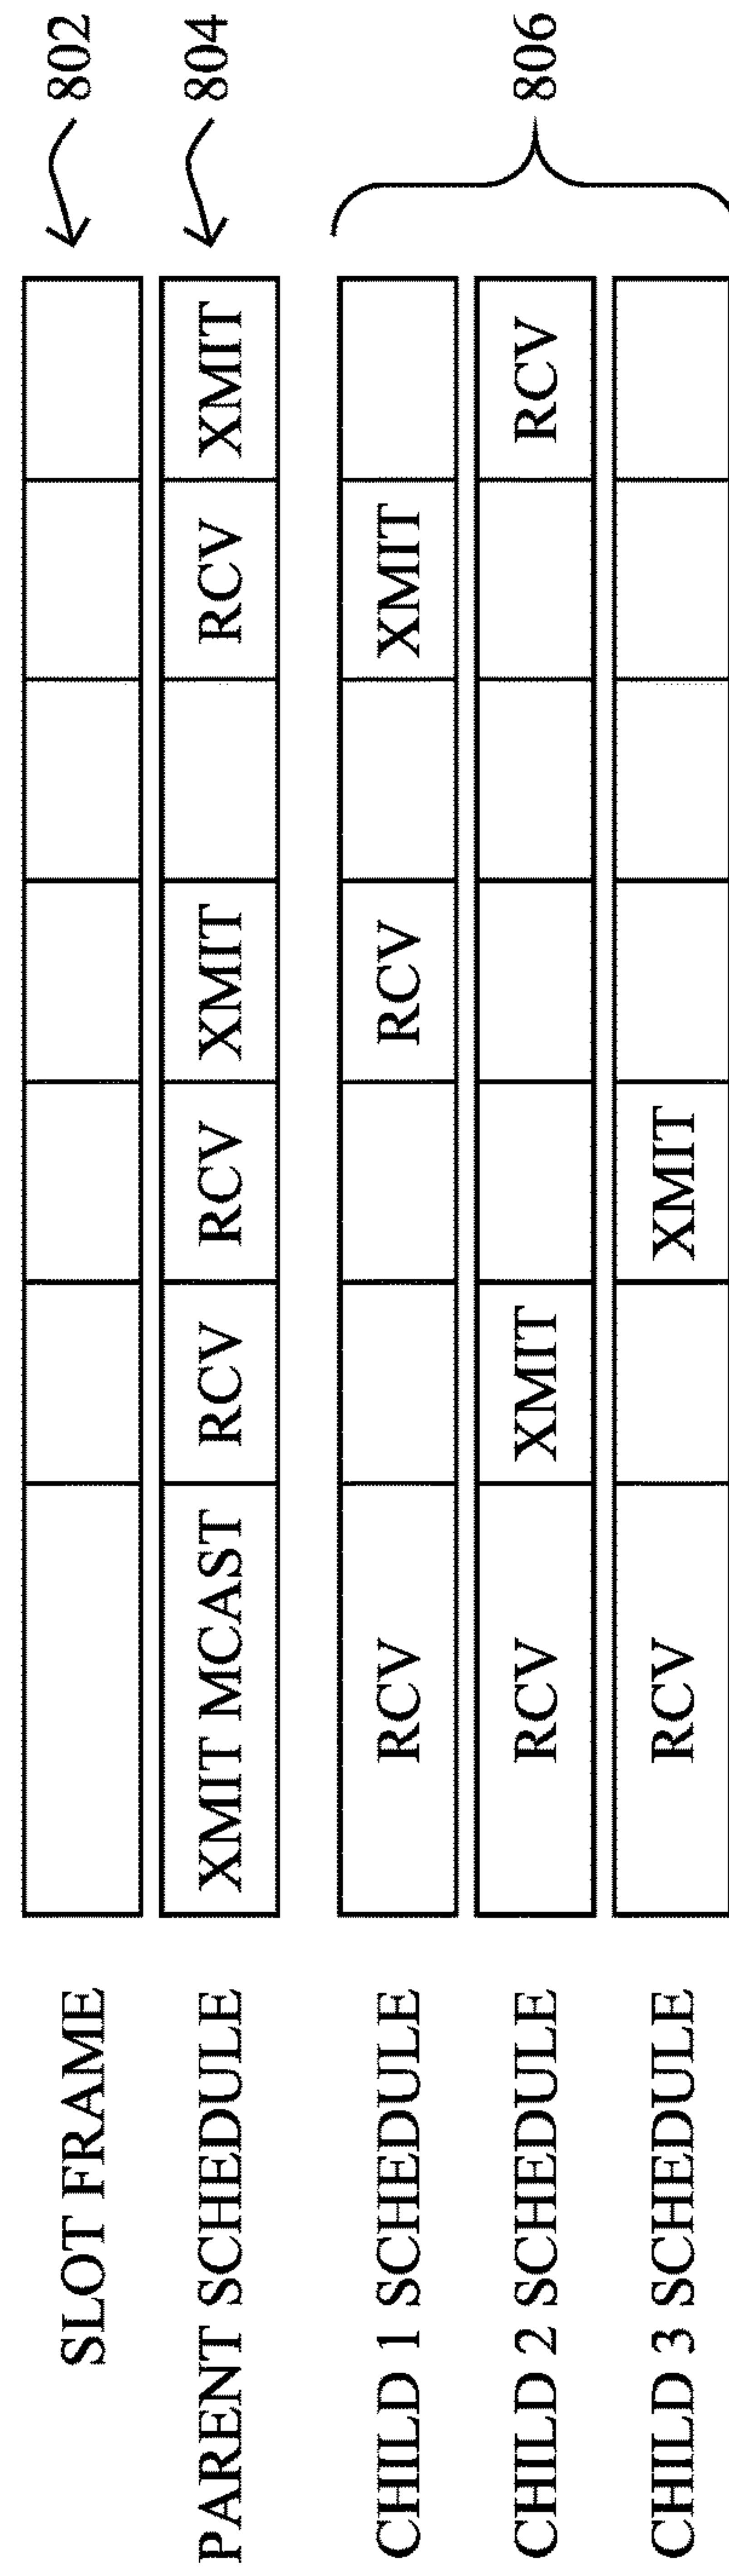 SLOT FRAME 802
PARENT SCHEDULE XMIT MCAST RCV RCV XMIT RCV XMIT 804
CHILD 1 SCHEDULE RCV RCV XMIT
CHILD 2 SCHEDULE RCV XMIT RCV 806
CHILD 3 SCHEDULE RCV XMIT